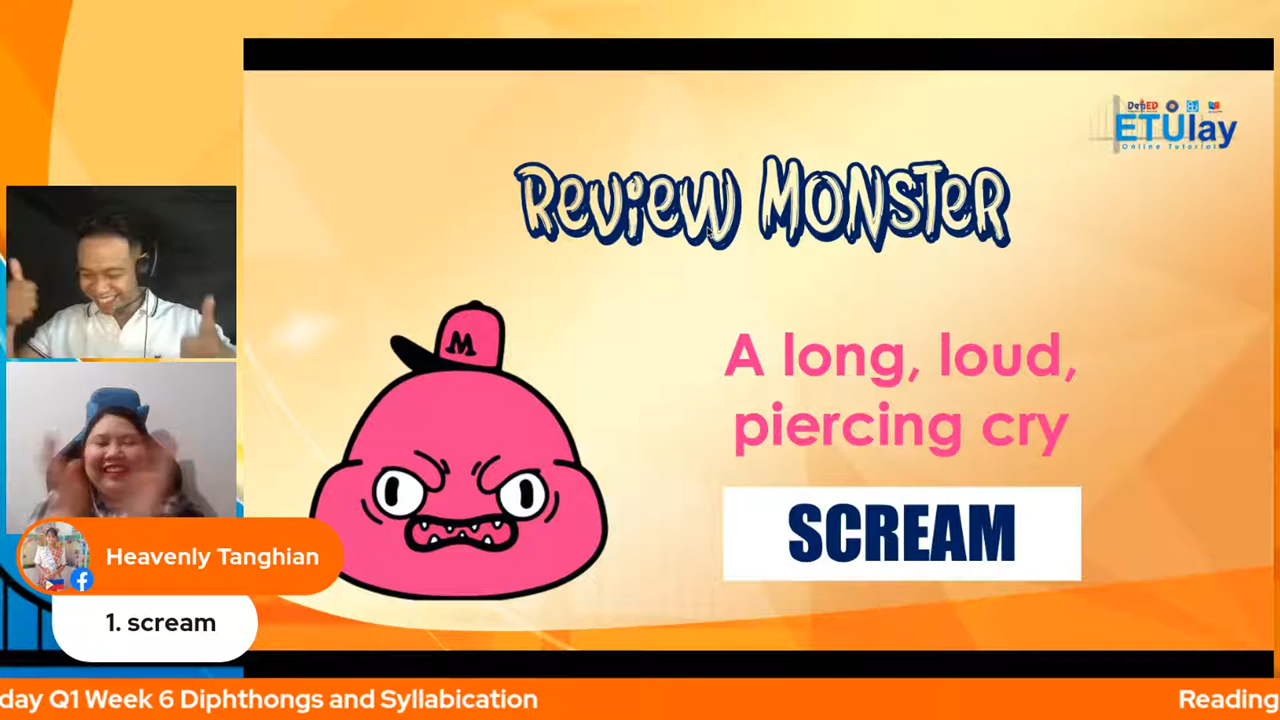 DepED
ETUlay
Online Tutorial
Review MONSTeR
M
A long, loud,
piercing cry
SCREAM
Heavenly Tanghian
1. scream
day Q1 Week 6 Diphthongs and Syllabication
Reading